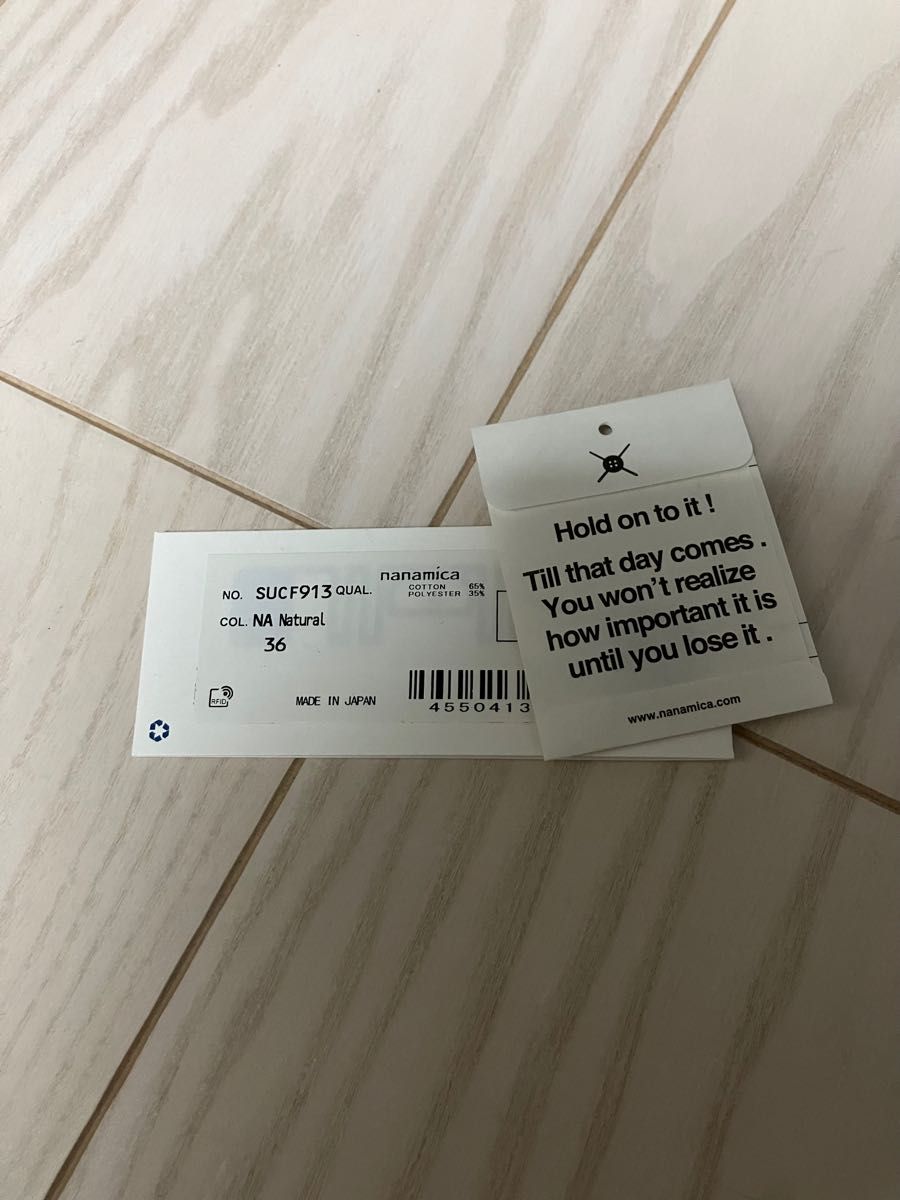 nanamica
NO. SUCF913 QUAL. COTTON 65%
POLYESTER 35%
COL. NA Natural
36
RFID
MADE IN JAPAN
4550413
Hold on to it !
Till that day comes .
You won't realize
how important it is
until you lose it .
www.nanamica.com